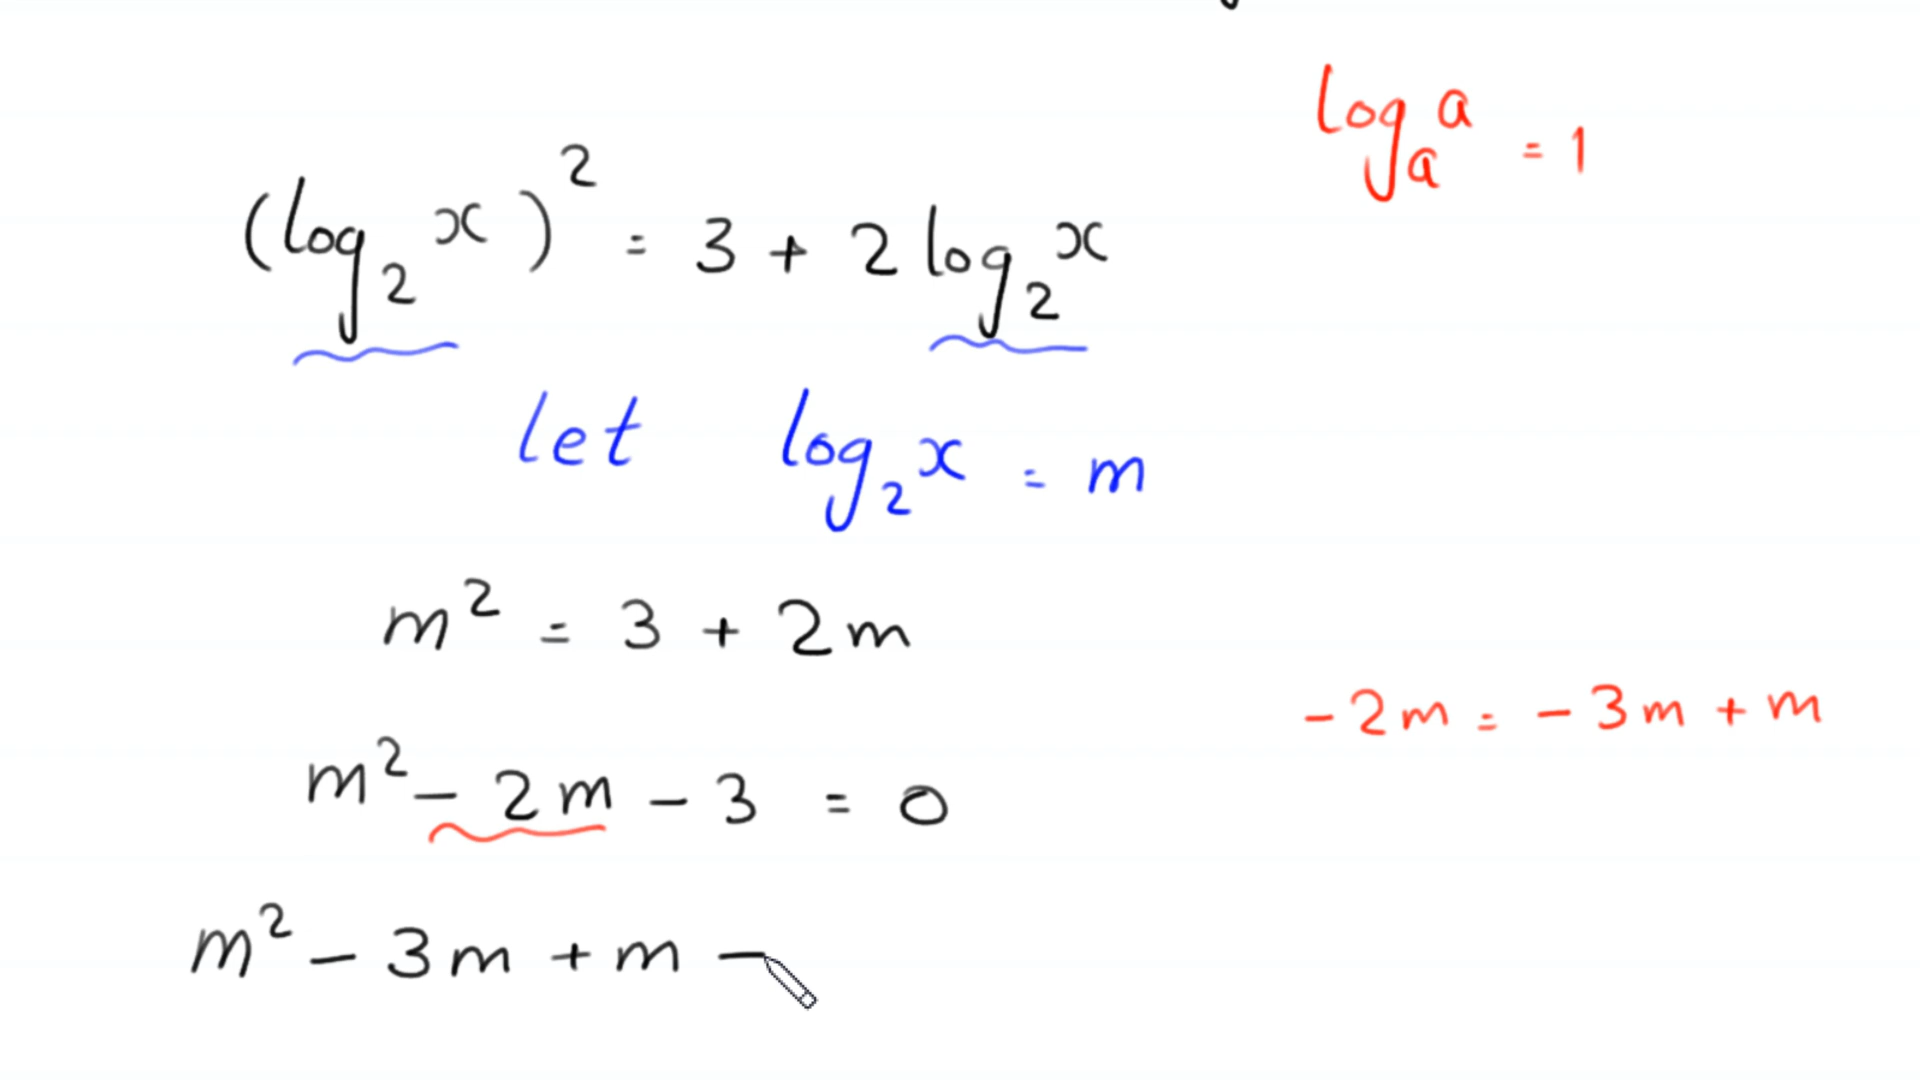 log_a a = 1
(log_2 x)^2 = 3 + 2 log_2 x
let log_2 x = m
m^2 = 3 + 2m
-2m = -3m + m
m^2 - 2m - 3 = 0
m^2 - 3m + m -